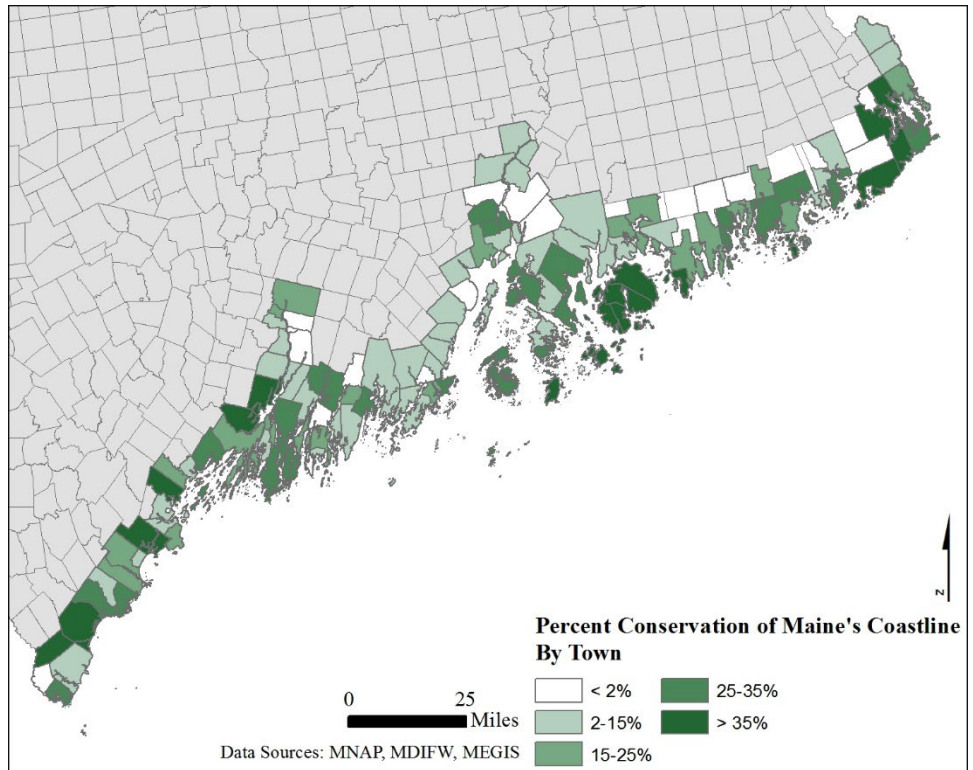 Percent Conservation of Maine's Coastline
By Town
< 2%
2-15%
15-25%
25-35%
> 35%
0 25
Miles
Data Sources: MNAP, MDIFW, MEGIS
N